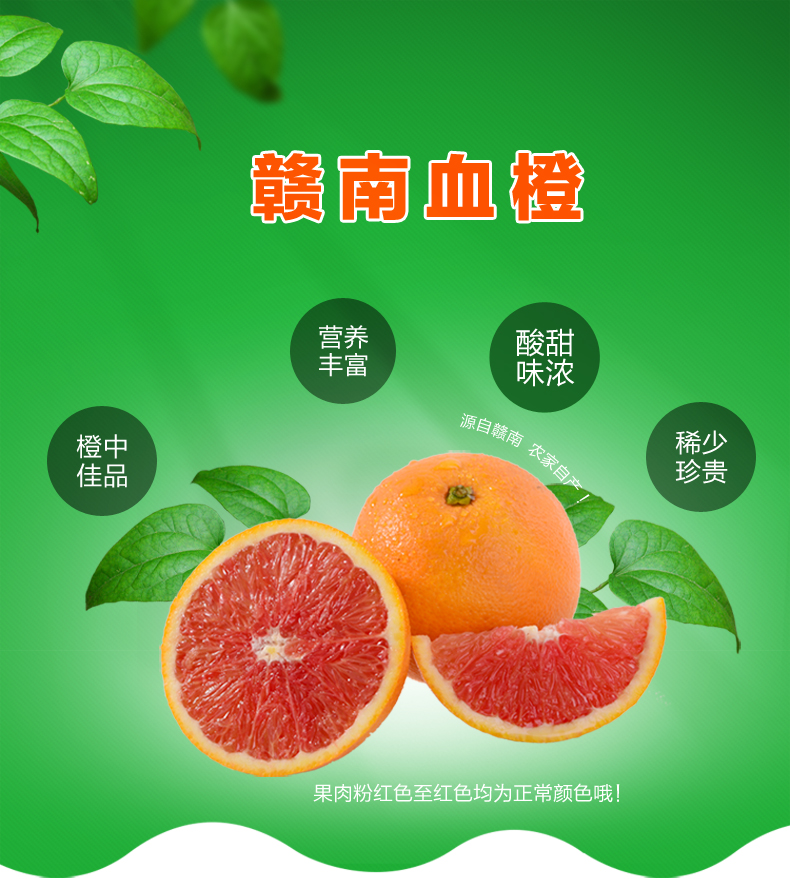 赣南血橙
营养
丰富
酸甜
味浓
橙中
佳品
稀少
珍贵
源自赣南 农家自产！
果肉粉红色至红色均为正常颜色哦！